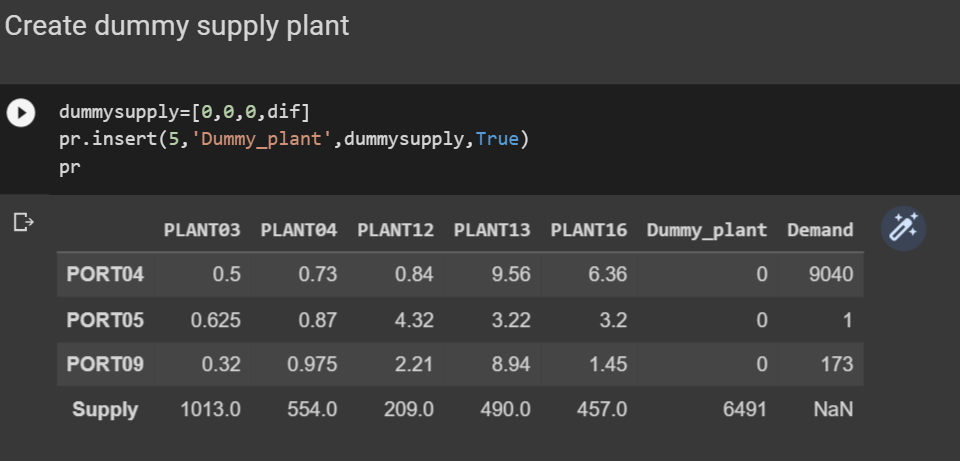 Create dummy supply plant
dummysupply=[0,0,0,dif]
pr.insert(5,'Dummy_plant',dummysupply,True)
pr
PLANT03 PLANT04 PLANT12 PLANT13 PLANT16 Dummy_plant Demand
PORT04 0.5 0.73 0.84 9.56 6.36 0 9040
PORT05 0.625 0.87 4.32 3.22 3.2 0 1
PORT09 0.32 0.975 2.21 8.94 1.45 0 173
Supply 1013.0 554.0 209.0 490.0 457.0 6491 NaN